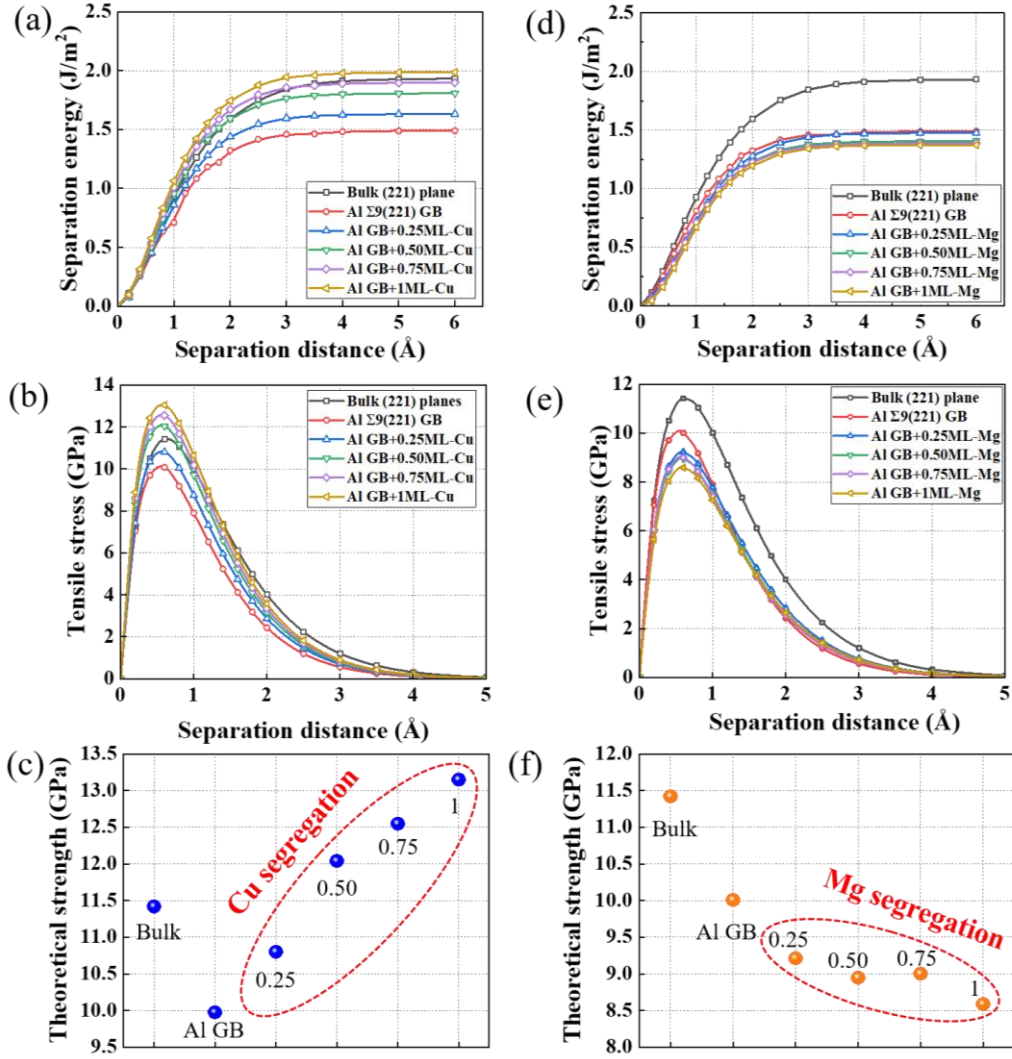 (a)
Separation energy (J/m²)
2.5
2.0
1.5
1.0
0.5
0.0
Bulk (221) plane
Al Σ9(221) GB
Al GB+0.25ML-Cu
Al GB+0.50ML-Cu
Al GB+0.75ML-Cu
Al GB+1ML-Cu
0 1 2 3 4 5 6
Separation distance (Å)
(d)
Separation energy (J/m²)
2.5
2.0
1.5
1.0
0.5
0.0
Bulk (221) plane
Al Σ9(221) GB
Al GB+0.25ML-Mg
Al GB+0.50ML-Mg
Al GB+0.75ML-Mg
Al GB+1ML-Mg
0 1 2 3 4 5 6
Separation distance (Å)
(b)
Tensile stress (GPa)
14
12
10
8
6
4
2
0
Bulk (221) planes
Al Σ9(221) GB
Al GB+0.25ML-Cu
Al GB+0.50ML-Cu
Al GB+0.75ML-Cu
Al GB+1ML-Cu
0 1 2 3 4 5
Separation distance (Å)
(e)
Tensile stress (GPa)
12
10
8
6
4
2
0
Bulk (221) plane
Al Σ9(221) GB
Al GB+0.25ML-Mg
Al GB+0.50ML-Mg
Al GB+0.75ML-Mg
Al GB+1ML-Mg
0 1 2 3 4 5
Separation distance (Å)
(c)
Theoretical strength (GPa)
13.5
13.0
12.5
12.0
11.5
11.0
10.5
10.0
9.5
Cu segregation
Bulk
Al GB
0.25
0.50
0.75
1
(f)
Theoretical strength (GPa)
12.0
11.5
11.0
10.5
10.0
9.5
9.0
8.5
8.0
Mg segregation
Bulk
Al GB
0.25
0.50
0.75
1